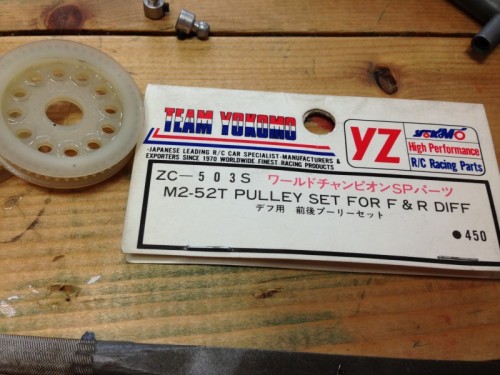 TEAM YOKOMO
-JAPANESE LEADING R/C CAR SPECIALIST-MANUFACTURERS &
EXPORTERS SINCE 1970 WORLDWIDE FINEST RACING PRODUCTS
YZ
YOKOMO
High Performance
R/C Racing Parts
ZC-503S ワールドチャンピオンSPパーツ
M2-52T PULLEY SET FOR F & R DIFF
デフ用 前後プーリーセット
●450